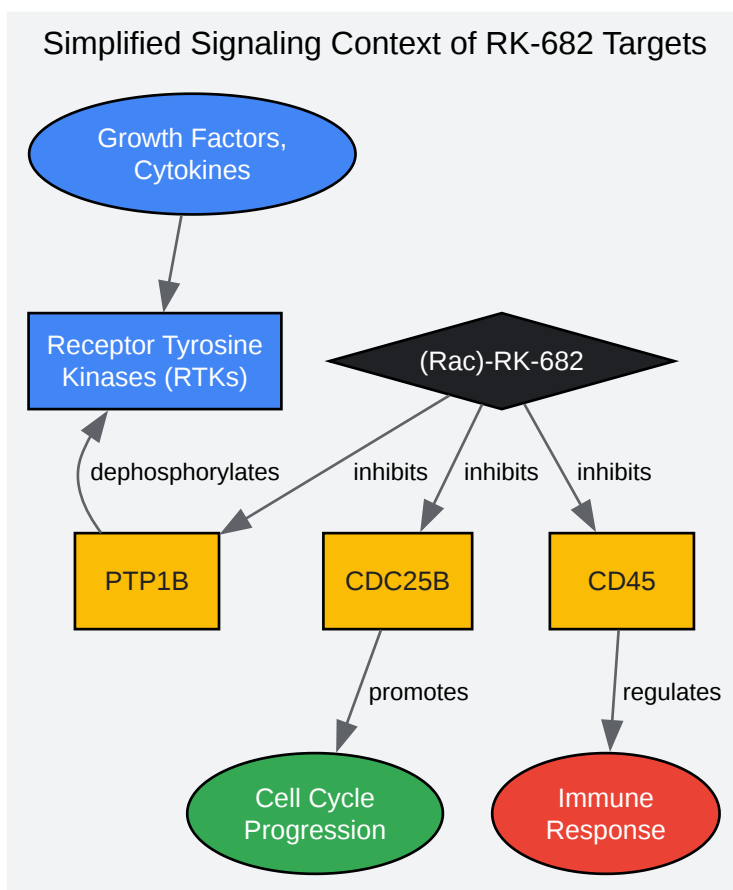 Simplified Signaling Context of RK-682 Targets
Growth Factors,
Cytokines
Receptor Tyrosine
Kinases (RTKs)
(Rac)-RK-682
dephosphorylates
inhibits
inhibits
inhibits
PTP1B
CDC25B
CD45
promotes
regulates
Cell Cycle
Progression
Immune
Response